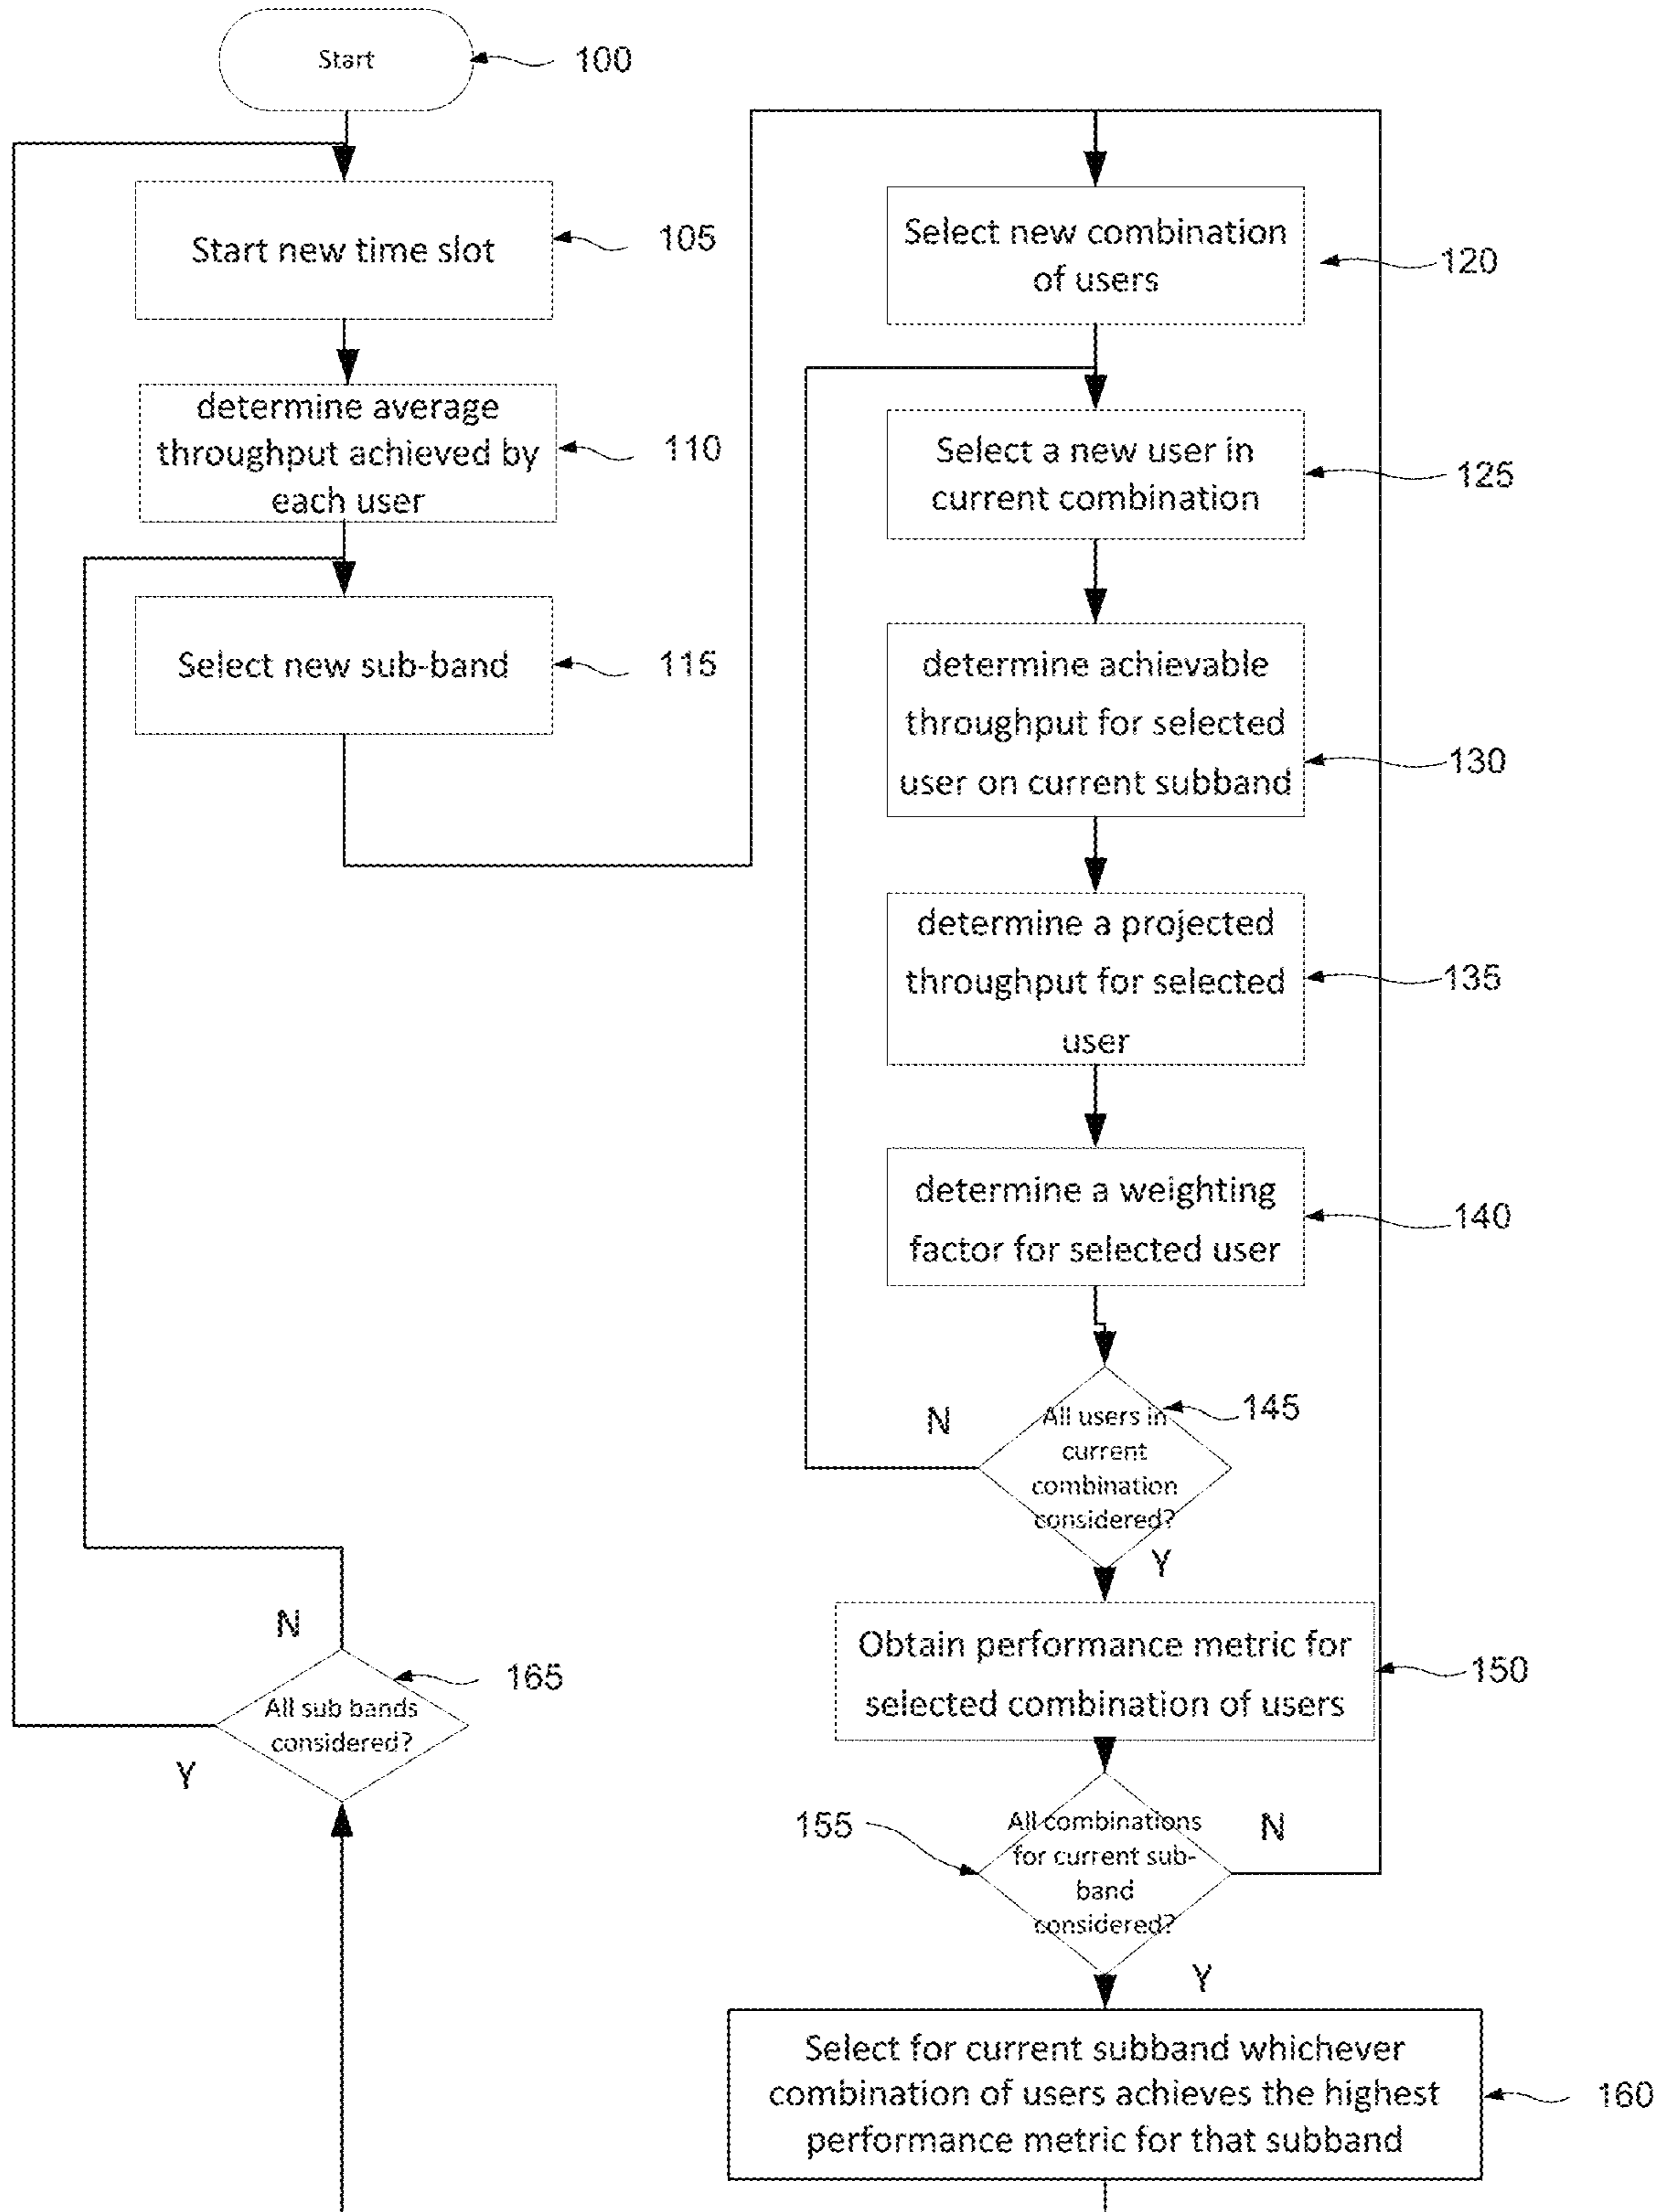 Start
100
Start new time slot
105
determine average
throughput achieved by
each user
110
Select new sub-band
115
Select new combination
of users
120
Select a new user in
current combination
125
determine achievable
throughput for selected
user on current subband
130
determine a projected
throughput for selected
user
135
determine a weighting
factor for selected user
140
All users in
current
combination
considered?
145
N
Y
Obtain performance metric for
selected combination of users
150
All combinations
for current sub-
band
considered?
155
N
Y
Select for current subband whichever
combination of users achieves the highest
performance metric for that subband
160
N
All sub bands
considered?
165
Y